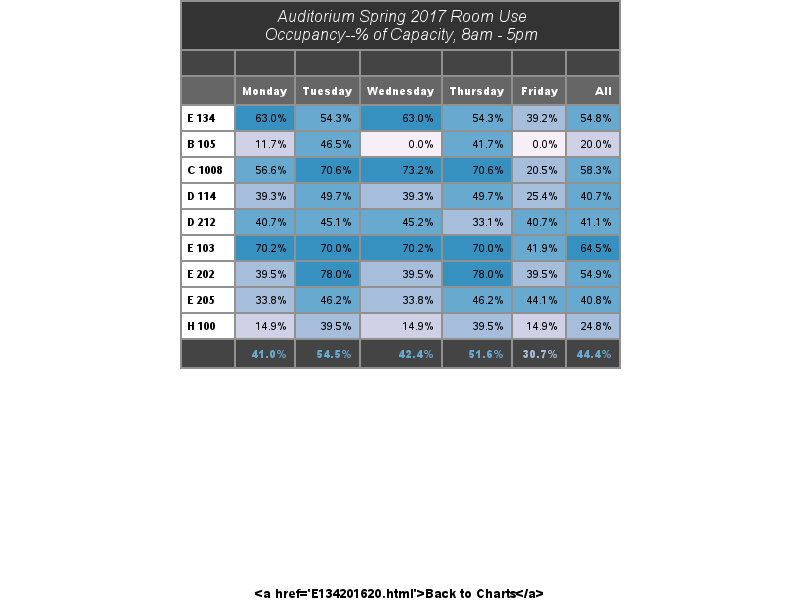 Auditorium Spring 2017 Room Use
Occupancy--% of Capacity, 8am - 5pm
Monday Tuesday Wednesday Thursday Friday All
E 134 63.0% 54.3% 63.0% 54.3% 39.2% 54.8%
B 105 11.7% 46.5% 0.0% 41.7% 0.0% 20.0%
C 1008 56.6% 70.6% 73.2% 70.6% 20.5% 58.3%
D 114 39.3% 49.7% 39.3% 49.7% 25.4% 40.7%
D 212 40.7% 45.1% 45.2% 33.1% 40.7% 41.1%
E 103 70.2% 70.0% 70.2% 70.0% 41.9% 64.5%
E 202 39.5% 78.0% 39.5% 78.0% 39.5% 54.9%
E 205 33.8% 46.2% 33.8% 46.2% 44.1% 40.8%
H 100 14.9% 39.5% 14.9% 39.5% 14.9% 24.8%
41.0% 54.5% 42.4% 51.6% 30.7% 44.4%
<a href='E134201620.html'>Back to Charts</a>